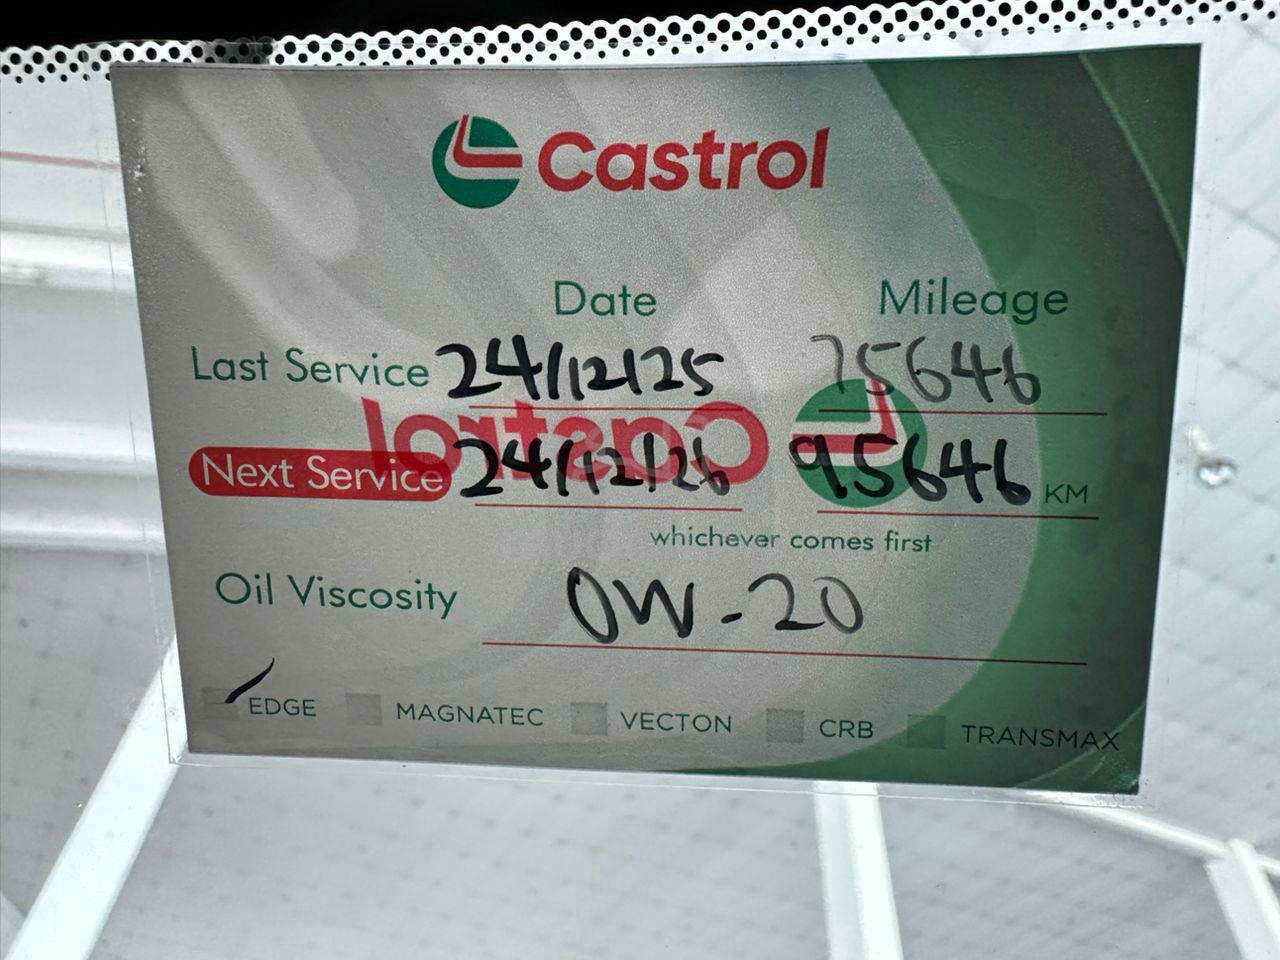 Castrol
Date Mileage
Last Service 24/12/25 75646
Castrol
Next Service 24/12/26 95646 KM
whichever comes first
Oil Viscosity 0W-20
EDGE MAGNATEC VECTON CRB TRANSMAX